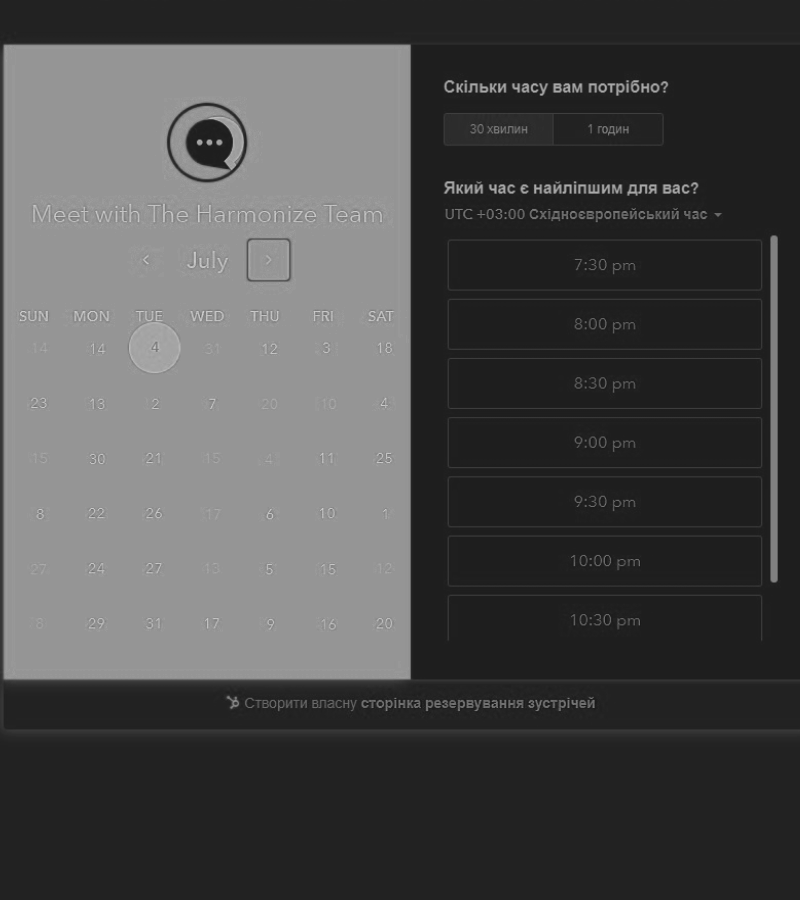 Meet with The Harmonize Team
July
SUN MON TUE WED THU FRI SAT
14 14 4 31 12 3 18
23 13 2 7 20 10 4
15 30 21 15 4 11 25
8 22 26 17 6 10 1
27 24 27 13 5 15 12
8 29 31 17 9 16 20
Скільки часу вам потрібно?
30 хвилин 1 годин
Який час є найліпшим для вас?
UTC +03:00 Східноєвропейський час
7:30 pm
8:00 pm
8:30 pm
9:00 pm
9:30 pm
10:00 pm
10:30 pm
Створити власну сторінка резервування зустрічей